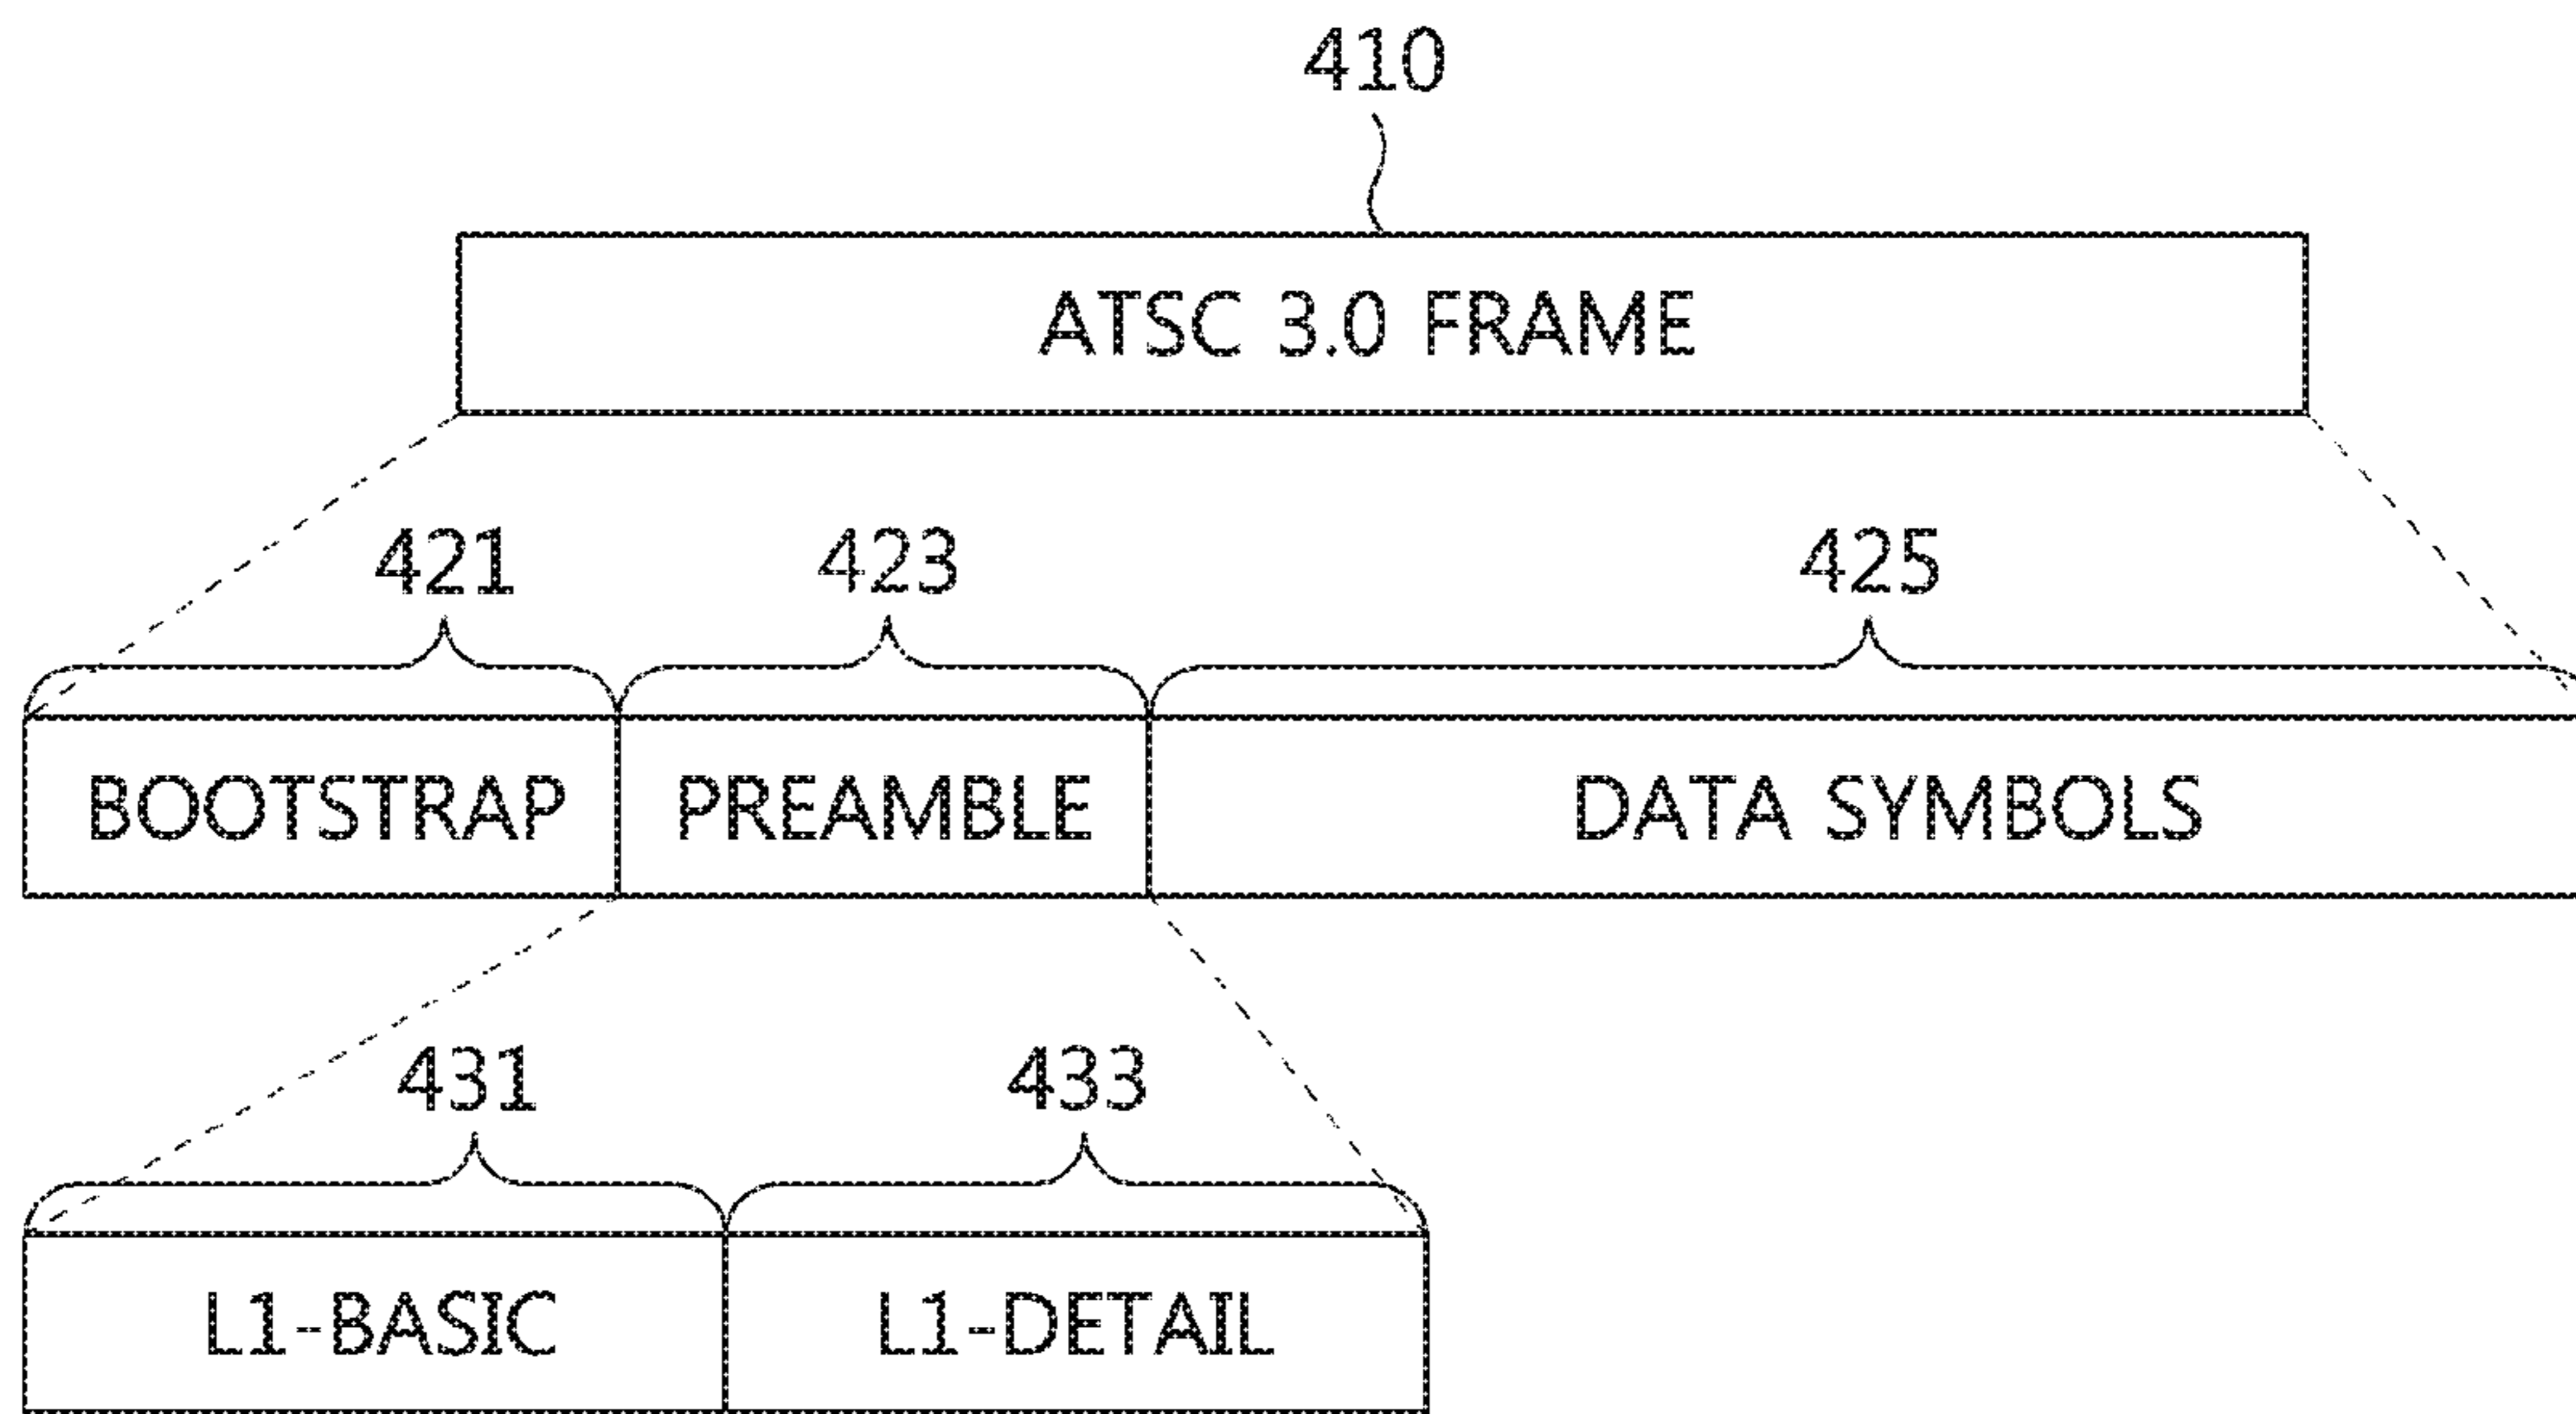 410
ATSC 3.0 FRAME
421 423 425
BOOTSTRAP PREAMBLE DATA SYMBOLS
431 433
L1-BASIC L1-DETAIL